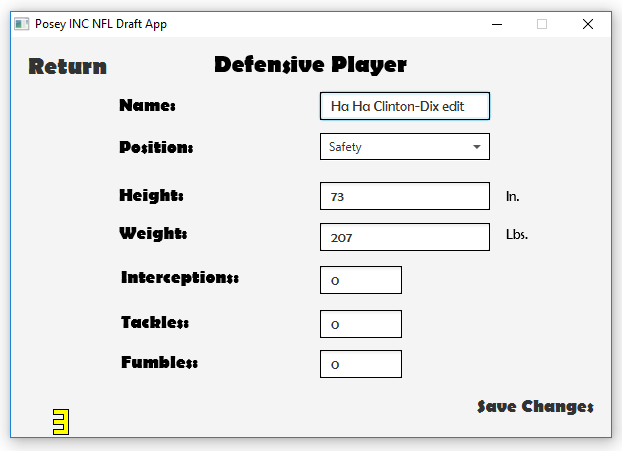 Posey INC NFL Draft App
Return
Defensive Player
Name: Ha Ha Clinton-Dix edit
Position: Safety
Height: 73 In.
Weight: 207 Lbs.
Interceptions: 0
Tackles: 0
Fumbles: 0
Save Changes